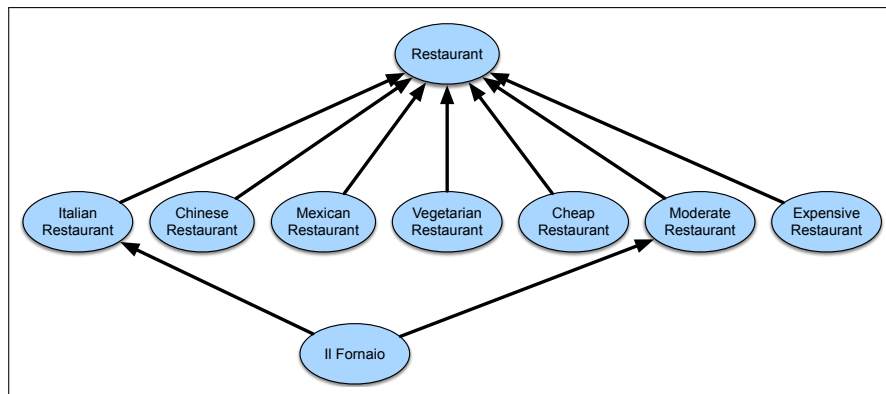 Restaurant
Italian
Restaurant
Chinese
Restaurant
Mexican
Restaurant
Vegetarian
Restaurant
Cheap
Restaurant
Moderate
Restaurant
Expensive
Restaurant
Il Fornaio